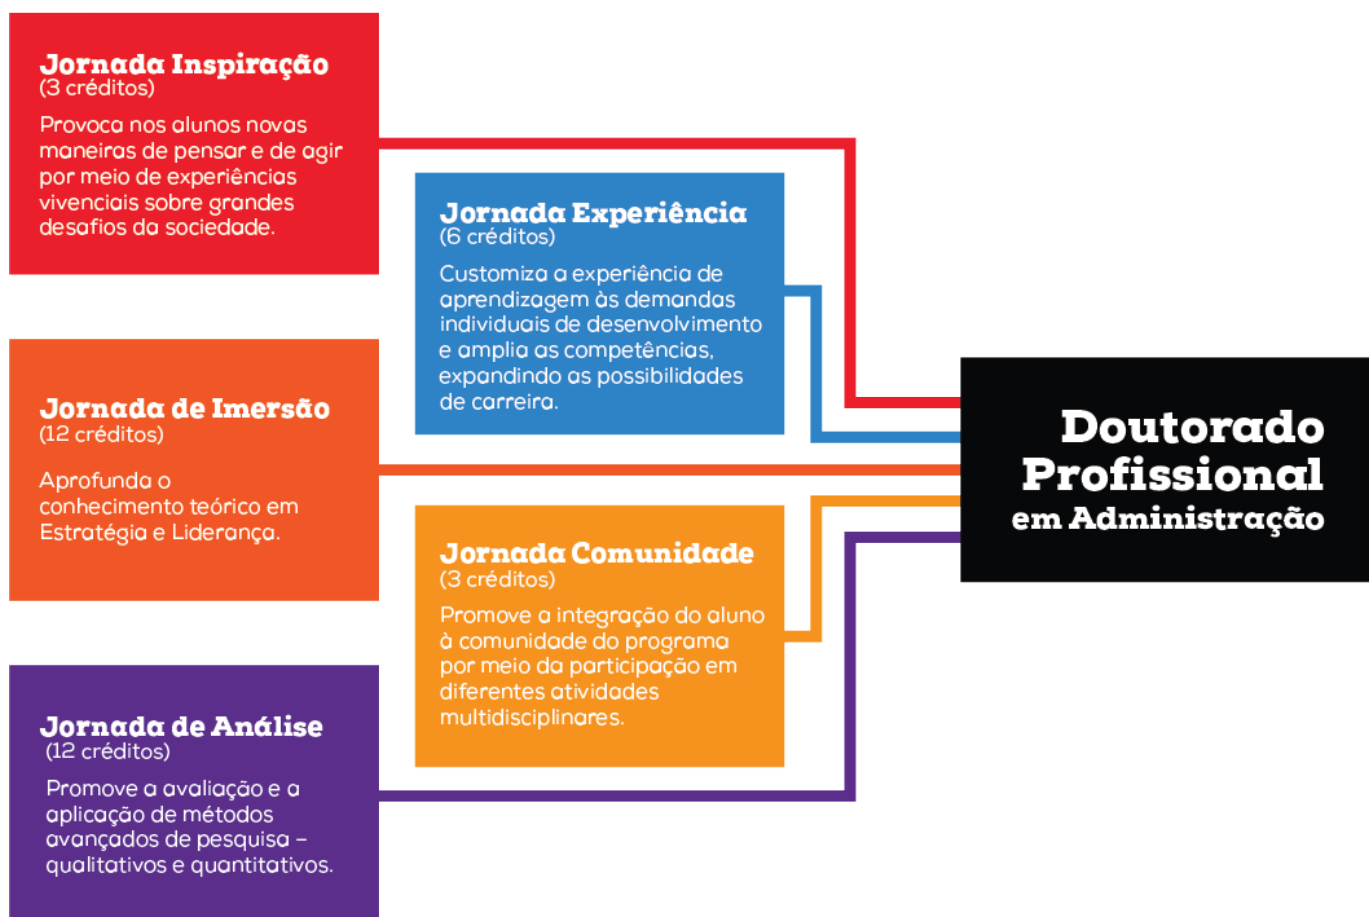 Jornada Inspiração
(3 créditos)
Provoca nos alunos novas
maneiras de pensar e de agir
por meio de experiências
vivenciais sobre grandes
desafios da sociedade.
Jornada Experiência
(6 créditos)
Customiza a experiência de
aprendizagem às demandas
individuais de desenvolvimento
e amplia as competências,
expandindo as possibilidades
de carreira.
Jornada de Imersão
(12 créditos)
Aprofunda o
conhecimento teórico em
Estratégia e Liderança.
Jornada Comunidade
(3 créditos)
Promove a integração do aluno
à comunidade do programa
por meio da participação em
diferentes atividades
multidisciplinares.
Jornada de Análise
(12 créditos)
Promove a avaliação e a
aplicação de métodos
avançados de pesquisa –
qualitativos e quantitativos.
Doutorado
Profissional
em Administração